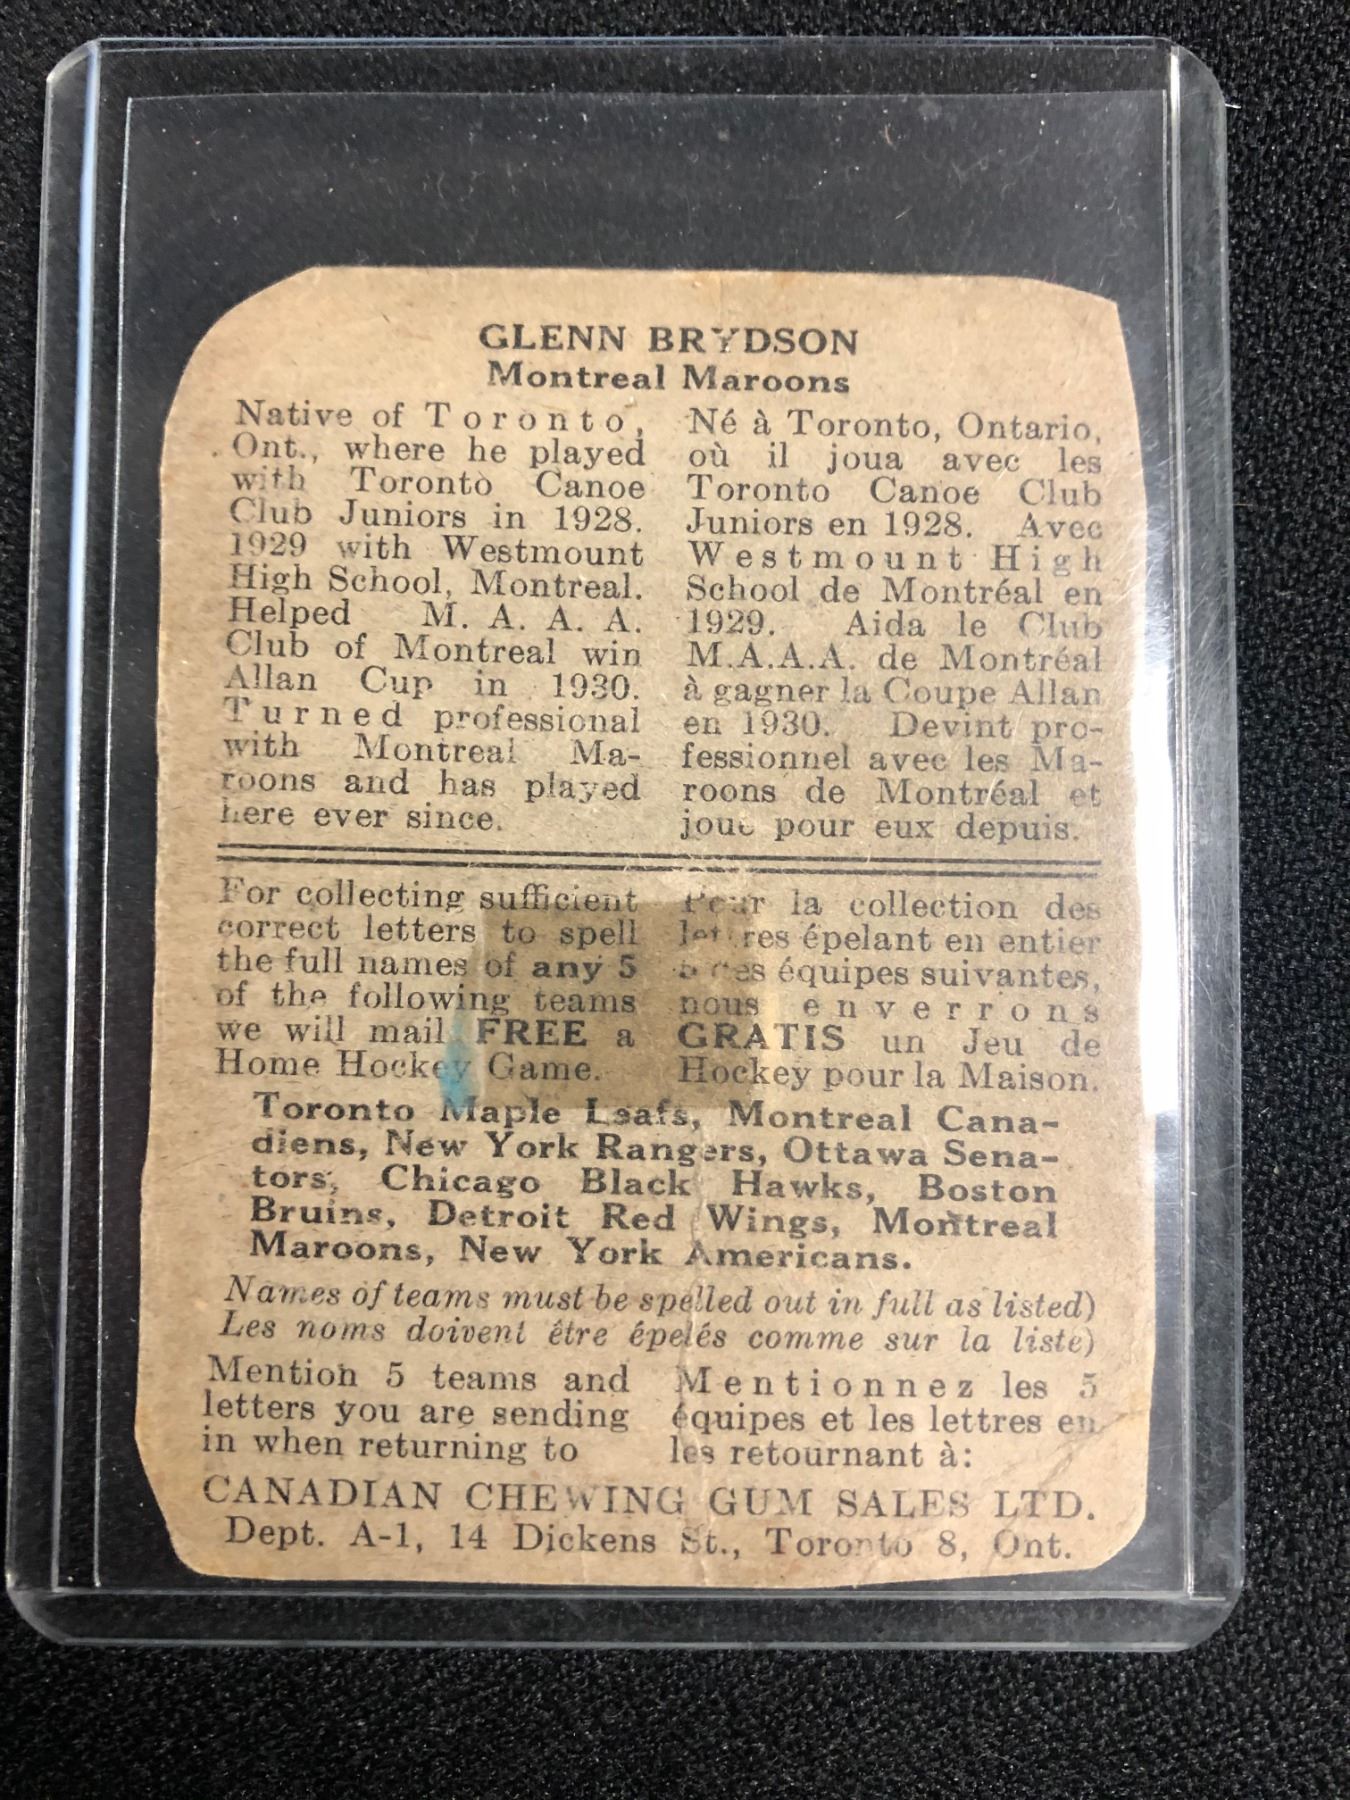 GLENN BRYDSON
Montreal Maroons
Native of Toronto,
Ont., where he played
with Toronto Canoe
Club Juniors in 1928.
1929 with Westmount
High School, Montreal.
Helped M. A. A. A.
Club of Montreal win
Allan Cup in 1930.
Turned professional
with Montreal Ma-
roons and has played
here ever since.
Né à Toronto, Ontario,
où il joua avec les
Toronto Canoe Club
Juniors en 1928. Avec
Westmount High
School de Montréal en
1929. Aida le Club
M.A.A.A. de Montréal
à gagner la Coupe Allan
en 1930. Devint pro-
fessionnel avec les Ma-
roons de Montréal et
joue pour eux depuis.
For collecting sufficient
correct letters to spell
the full names of any 5
of the following teams
we will mail FREE a
Home Hockey Game.
Pour la collection des
lettres épelant en entier
5 des équipes suivantes,
nous enverrons
GRATIS un Jeu de
Hockey pour la Maison.
Toronto Maple Leafs, Montreal Cana-
diens, New York Rangers, Ottawa Sena-
tors, Chicago Black Hawks, Boston
Bruins, Detroit Red Wings, Montreal
Maroons, New York Americans.
Names of teams must be spelled out in full as listed)
Les noms doivent être épelés comme sur la liste)
Mention 5 teams and
letters you are sending
in when returning to
Mentionnez les 5
équipes et les lettres en
les retournant à:
CANADIAN CHEWING GUM SALES LTD.
Dept. A-1, 14 Dickens St., Toronto 8, Ont.